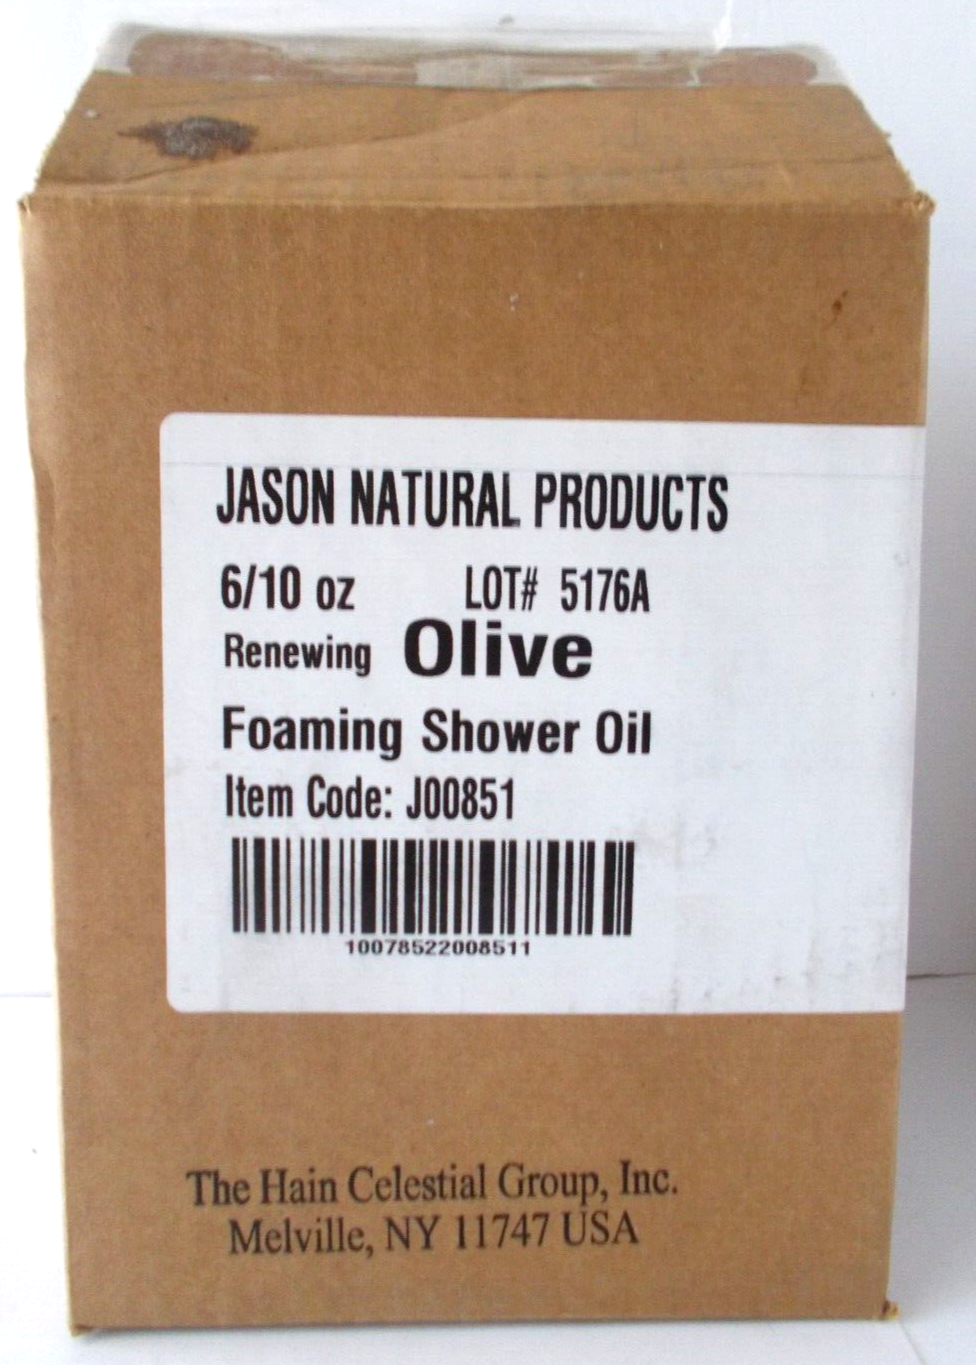 JASON NATURAL PRODUCTS
6/10 oz LOT# 5176A
Renewing Olive
Foaming Shower Oil
Item Code: J00851
10078522008511
The Hain Celestial Group, Inc.
Melville, NY 11747 USA